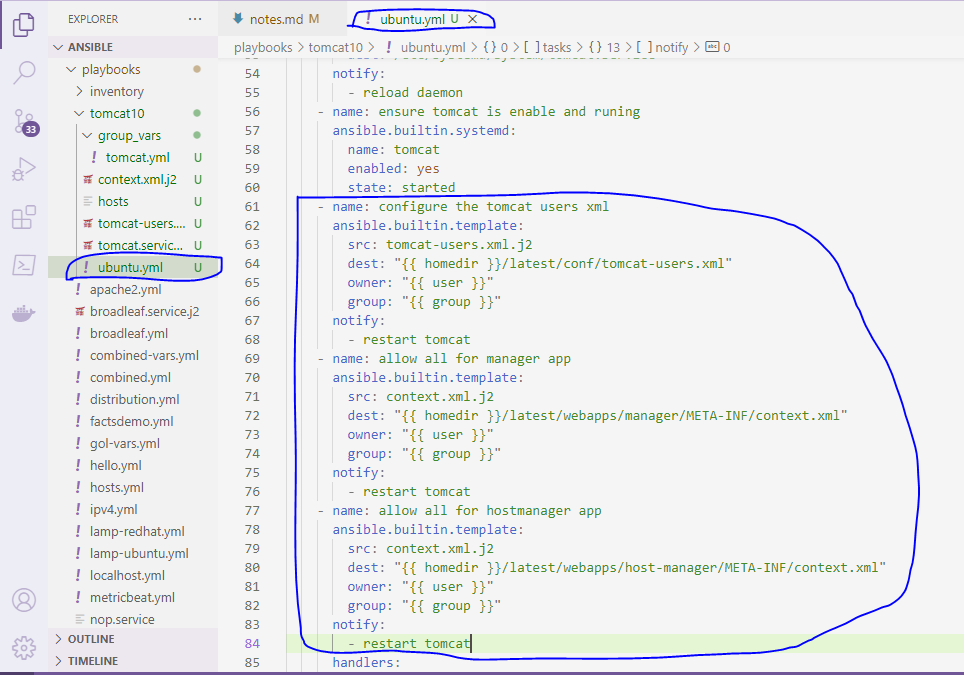 EXPLORER
ANSIBLE
playbooks
inventory
tomcat10
group_vars
tomcat.yml U
context.xml.j2 U
hosts U
tomcat-users.... U
tomcat.servic... U
ubuntu.yml U
apache2.yml
broadleaf.service.j2
broadleaf.yml
combined-vars.yml
combined.yml
distribution.yml
factsdemo.yml
gol-vars.yml
hello.yml
hosts.yml
ipv4.yml
lamp-redhat.yml
lamp-ubuntu.yml
localhost.yml
metricbeat.yml
nop.service
OUTLINE
TIMELINE
33
notes.md M
! ubuntu.yml U ×
playbooks > tomcat10 > ! ubuntu.yml > {} 0 > [ ] tasks > {} 13 > [ ] notify > abc 0
54 notify:
55 - reload daemon
56 - name: ensure tomcat is enable and runing
57 ansible.builtin.systemd:
58 name: tomcat
59 enabled: yes
60 state: started
61 - name: configure the tomcat users xml
62 ansible.builtin.template:
63 src: tomcat-users.xml.j2
64 dest: "{{ homedir }}/latest/conf/tomcat-users.xml"
65 owner: "{{ user }}"
66 group: "{{ group }}"
67 notify:
68 - restart tomcat
69 - name: allow all for manager app
70 ansible.builtin.template:
71 src: context.xml.j2
72 dest: "{{ homedir }}/latest/webapps/manager/META-INF/context.xml"
73 owner: "{{ user }}"
74 group: "{{ group }}"
75 notify:
76 - restart tomcat
77 - name: allow all for hostmanager app
78 ansible.builtin.template:
79 src: context.xml.j2
80 dest: "{{ homedir }}/latest/webapps/host-manager/META-INF/context.xml"
81 owner: "{{ user }}"
82 group: "{{ group }}"
83 notify:
84 - restart tomcat
85 handlers: